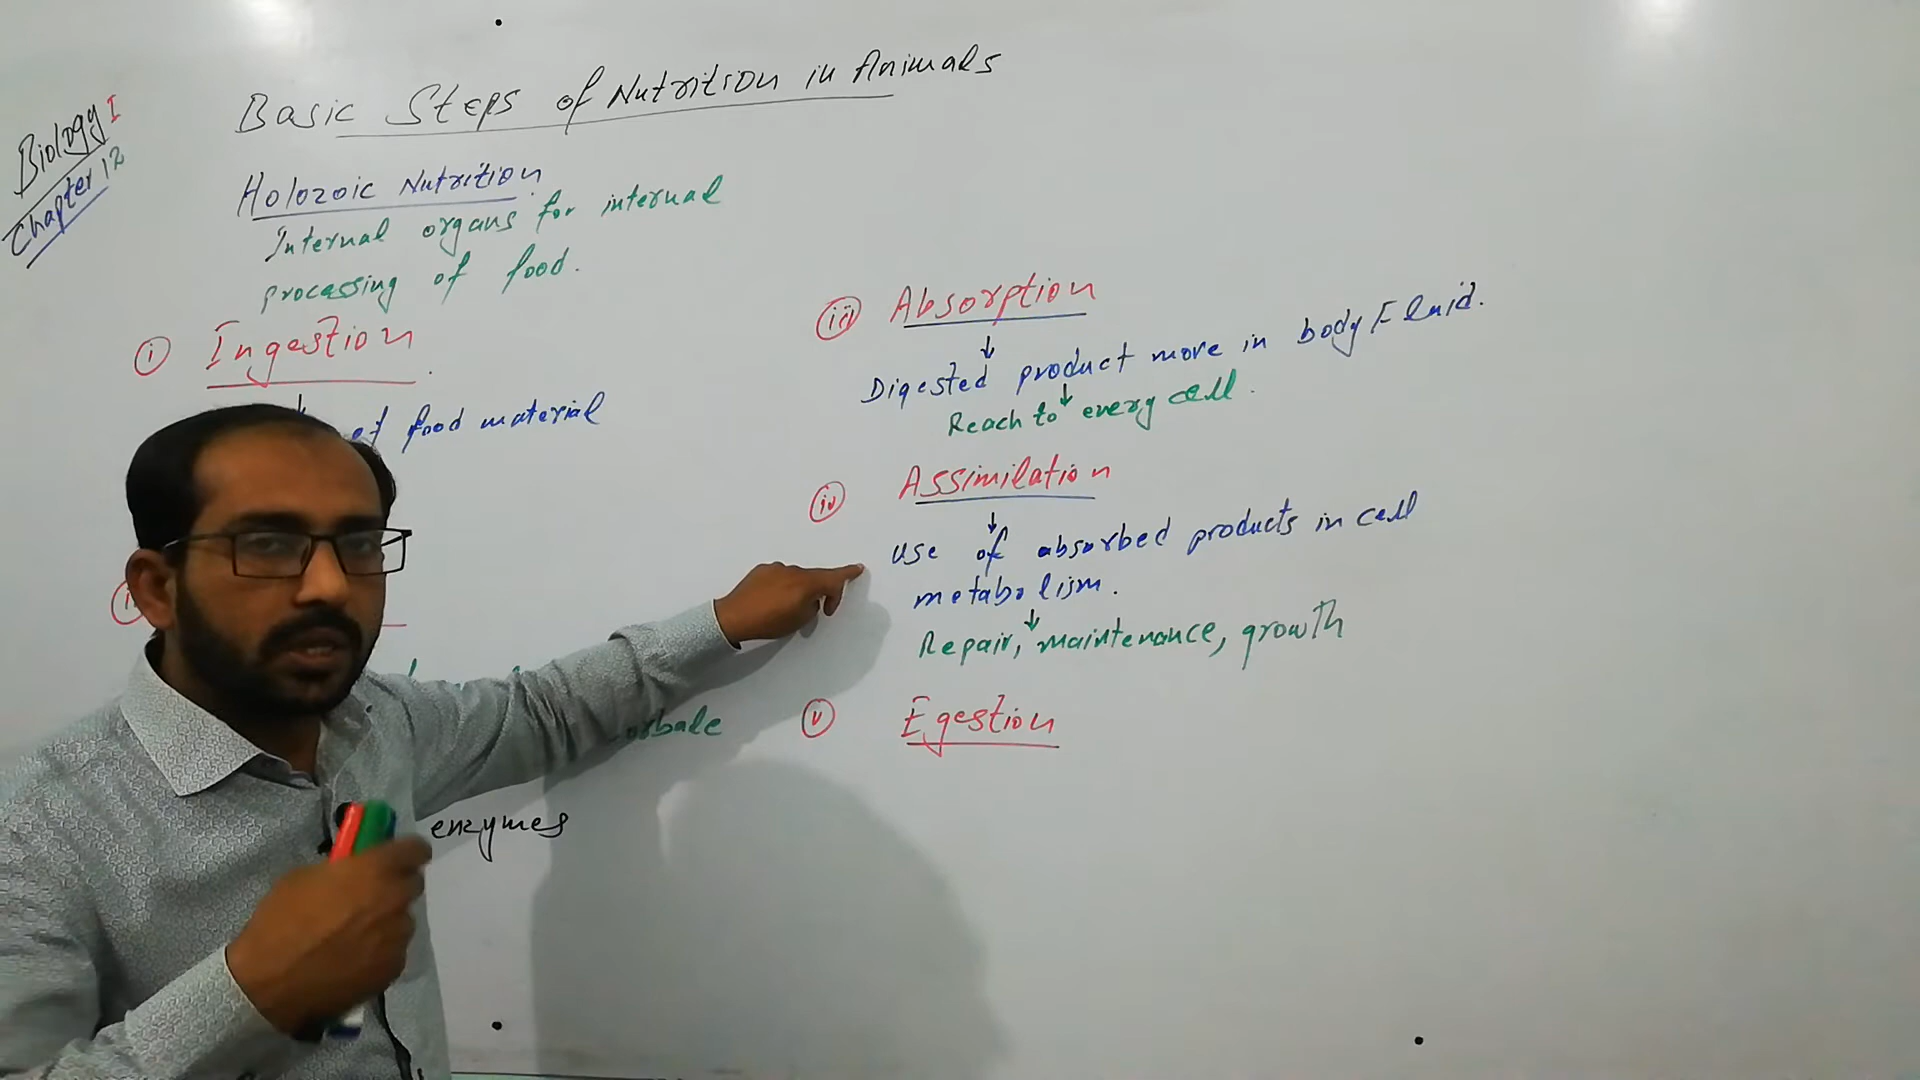 Biology I
Chapter 12
Basic Steps of Nutrition in Animals
Holozoic Nutrition
Internal organs for internal
processing of food.
(i) Ingestion
of food material
enzymes
(iii) Absorption
↓
Digested product more in body Fluid.
↓
Reach to every cell.
(iv) Assimilation
↓
Use of absorbed products in cell
metabolism.
↓
Repair, maintenance, growth
(v) Egestion